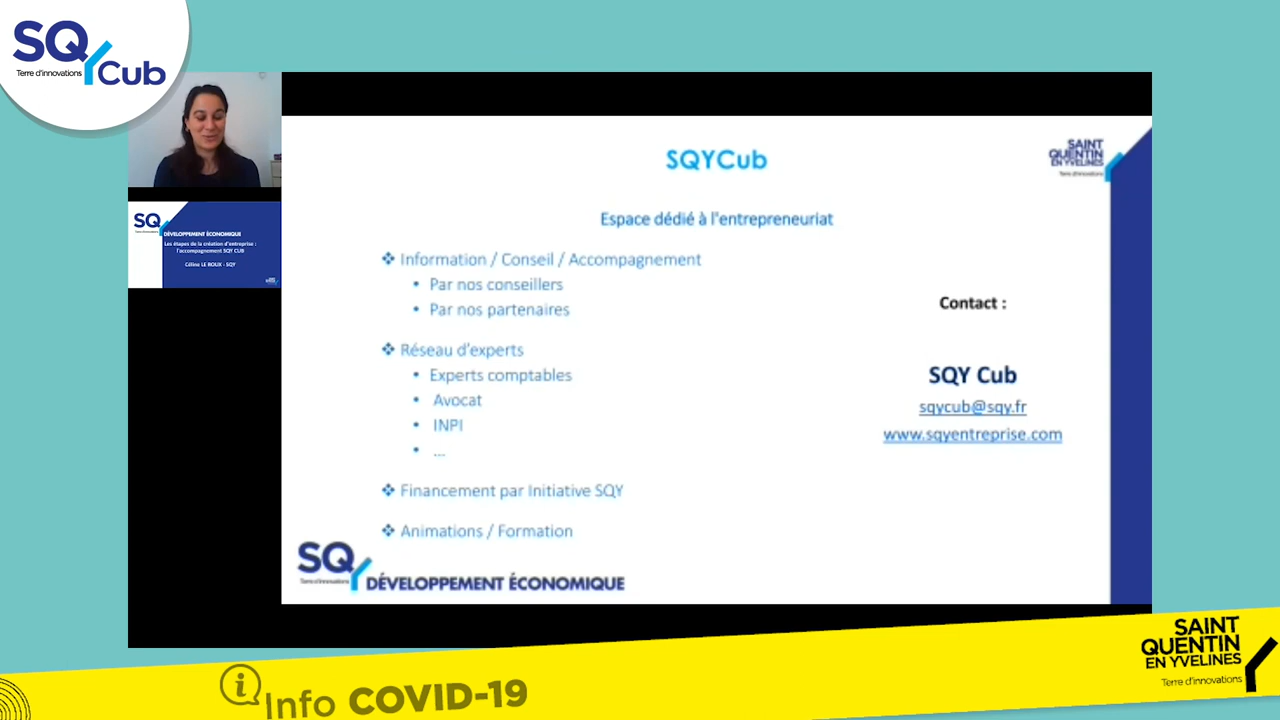 SQY Cub
Terre d'innovations
SQY
DÉVELOPPEMENT ÉCONOMIQUE
Les étapes de la création d'entreprise :
l'accompagnement SQY CUB
Céline LE ROUX - SQY
SQYCub
SAINT
QUENTIN
EN YVELINES
Terre d'innovations
Espace dédié à l'entrepreneuriat
❖ Information / Conseil / Accompagnement
• Par nos conseillers
• Par nos partenaires
❖ Réseau d'experts
• Experts comptables
• Avocat
• INPI
• ...
❖ Financement par Initiative SQY
❖ Animations / Formation
Contact :
SQY Cub
sqycub@sqy.fr
www.sqyentreprise.com
SQY
Terre d'innovations
DÉVELOPPEMENT ÉCONOMIQUE
i Info COVID-19
SAINT
QUENTIN
EN YVELINES
Terre d'innovations